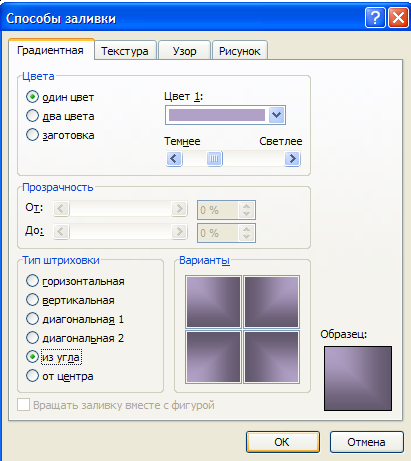 Способы заливки
Градиентная Текстура Узор Рисунок
Цвета
один цвет
два цвета
заготовка
Цвет 1:
Темнее Светлее
Прозрачность
От: 0 %
До: 0 %
Тип штриховки
горизонтальная
вертикальная
диагональная 1
диагональная 2
из угла
от центра
Варианты
Образец:
Вращать заливку вместе с фигурой
ОК Отмена